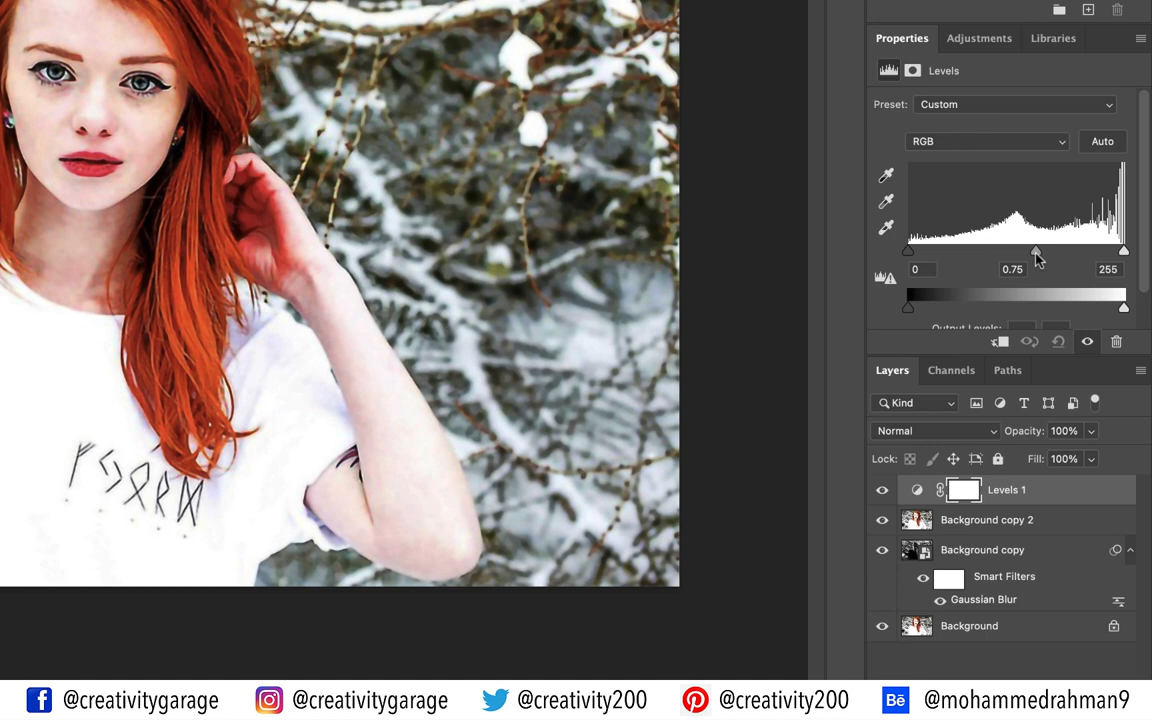 Properties Adjustments Libraries
Levels
Preset: Custom
RGB Auto
0 0.75 255
Output Levels:
Layers Channels Paths
Kind
Normal Opacity: 100%
Lock: Fill: 100%
Levels 1
Background copy 2
Background copy
Smart Filters
Gaussian Blur
Background
@creativitygarage @creativitygarage @creativity200 @creativity200 Bē @mohammedrahman9